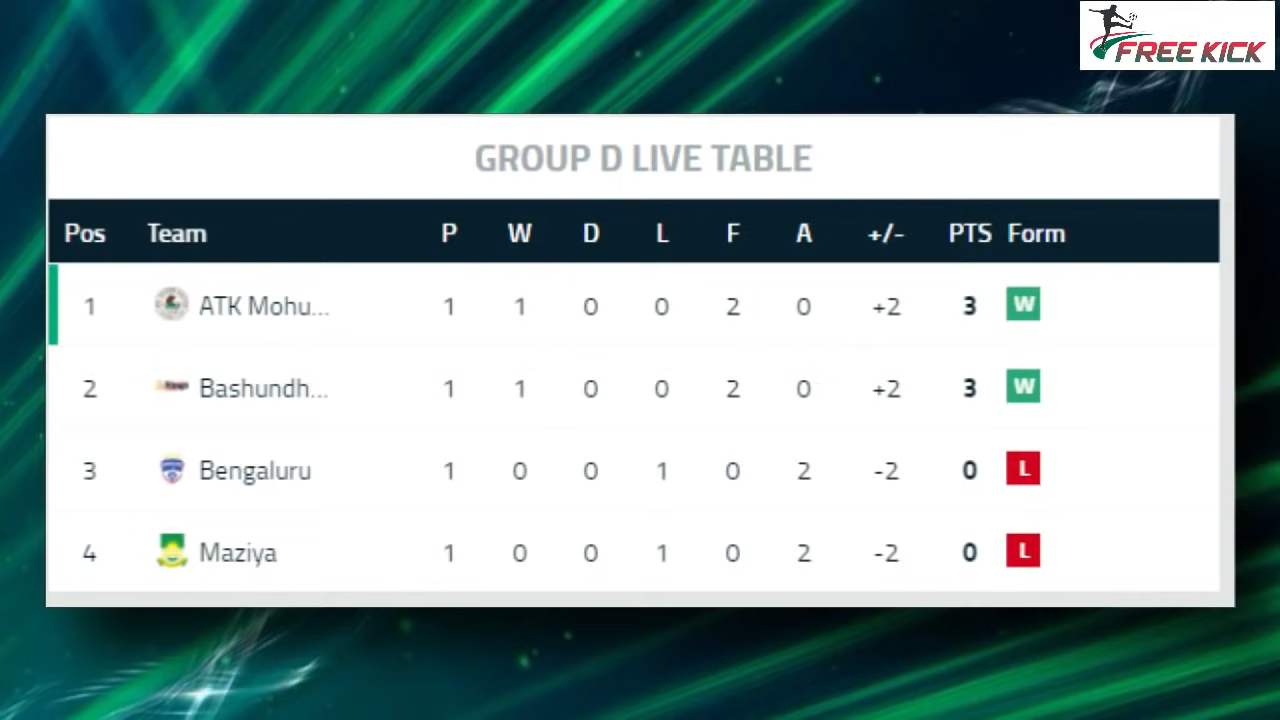 FREE KICK
GROUP D LIVE TABLE
Pos Team P W D L F A +/- PTS Form
1 ATK Mohu... 1 1 0 0 2 0 +2 3 W
2 Bashundh... 1 1 0 0 2 0 +2 3 W
3 Bengaluru 1 0 0 1 0 2 -2 0 L
4 Maziya 1 0 0 1 0 2 -2 0 L